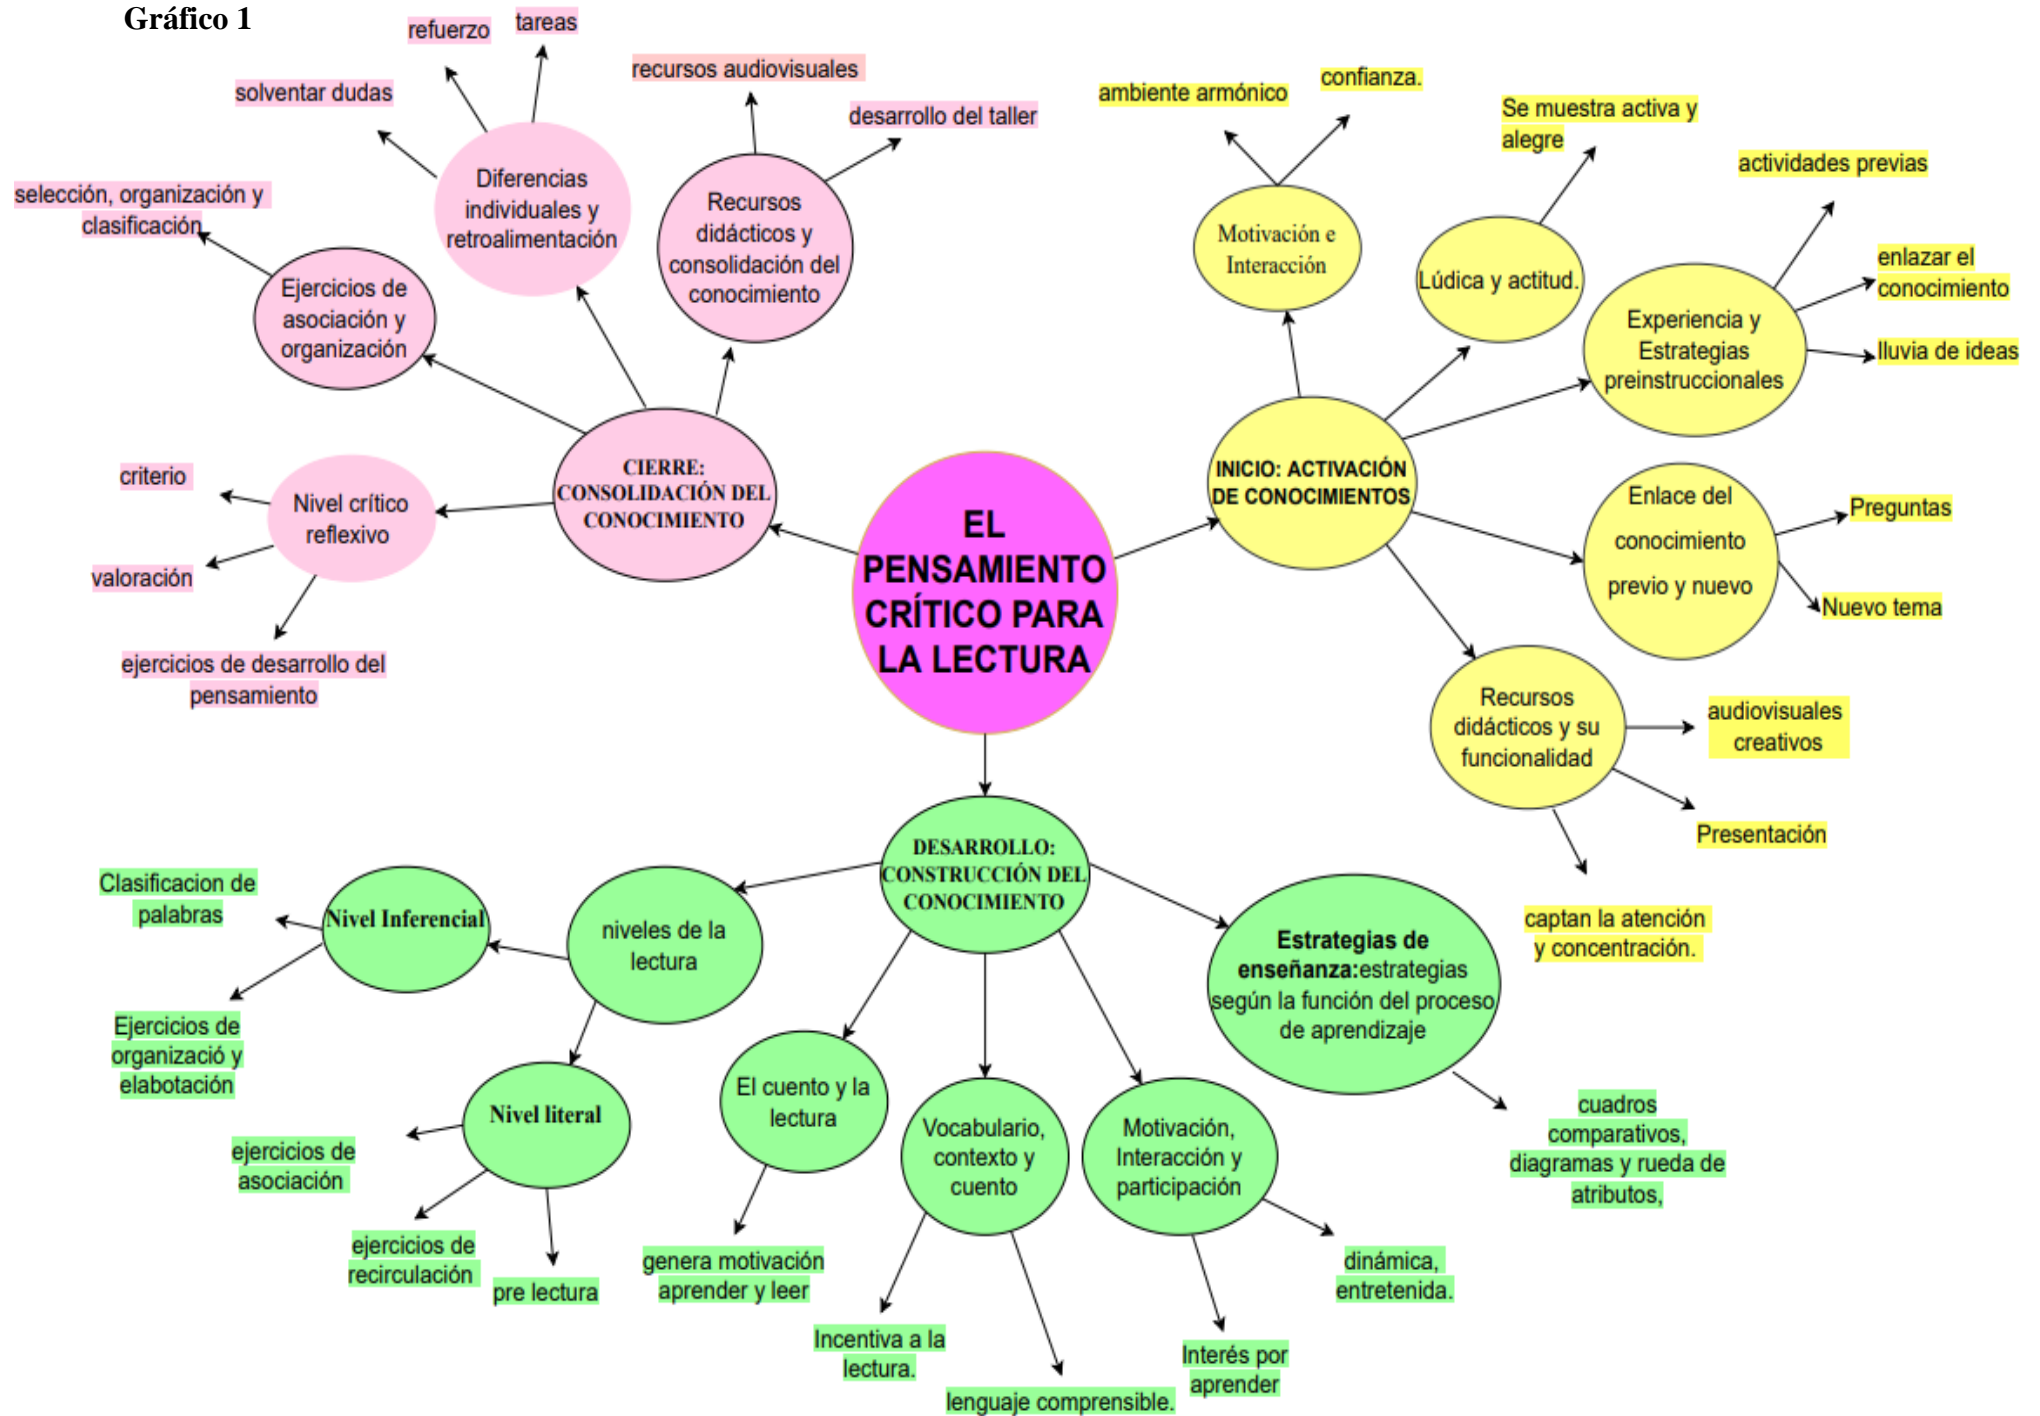 Gráfico 1
refuerzo
tareas
solventar dudas
recursos audiovisuales
desarrollo del taller
selección, organización y
clasificación
Diferencias
individuales y
retroalimentación
Recursos
didácticos y
consolidación del
conocimiento
Ejercicios de
asociación y
organización
criterio
Nivel crítico
reflexivo
valoración
ejercicios de desarrollo del
pensamiento
CIERRE:
CONSOLIDACIÓN DEL
CONOCIMIENTO
EL
PENSAMIENTO
CRÍTICO PARA
LA LECTURA
ambiente armónico
confianza.
Se muestra activa y
alegre
actividades previas
Motivación e
Interacción
Lúdica y actitud.
enlazar el
conocimiento
Experiencia y
Estrategias
preinstruccionales
lluvia de ideas
INICIO: ACTIVACIÓN
DE CONOCIMIENTOS
Enlace del
conocimiento
previo y nuevo
Preguntas
Nuevo tema
Recursos
didácticos y su
funcionalidad
audiovisuales
creativos
Presentación
captan la atención
y concentración.
DESARROLLO:
CONSTRUCCIÓN DEL
CONOCIMIENTO
Clasificacion de
palabras
Nivel Inferencial
niveles de la
lectura
Ejercicios de
organizació y
elabotación
Nivel literal
ejercicios de
asociación
ejercicios de
recirculación
pre lectura
El cuento y la
lectura
genera motivación
aprender y leer
Vocabulario,
contexto y
cuento
Incentiva a la
lectura.
lenguaje comprensible.
Motivación,
Interacción y
participación
dinámica,
entretenida.
Interés por
aprender
Estrategias de
enseñanza:estrategias
según la función del proceso
de aprendizaje
cuadros
comparativos,
diagramas y rueda de
atributos,